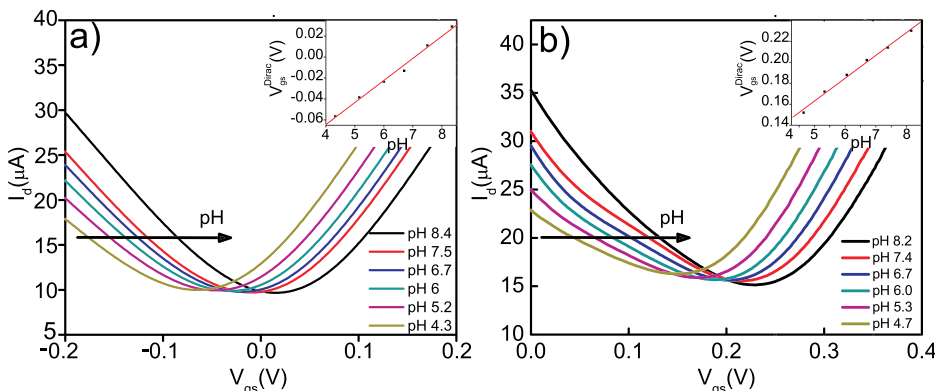 a)
40
35
30
25
20
15
10
5
I_d(μA)
-0.2
-0.1
0.0
0.1
0.2
V_gs(V)
pH
pH 8.4
pH 7.5
pH 6.7
pH 6
pH 5.2
pH 4.3
V_gs^Dirac(V)
0.02
0.00
-0.02
-0.04
-0.06
4 5 6 7 8
pH
b)
40
35
30
25
20
15
10
I_d(μA)
0.0
0.1
0.2
0.3
0.4
V_gs(V)
pH
pH 8.2
pH 7.4
pH 6.7
pH 6.0
pH 5.3
pH 4.7
V_gs^Dirac(V)
0.22
0.20
0.18
0.16
0.14
4 5 6 7 8
pH